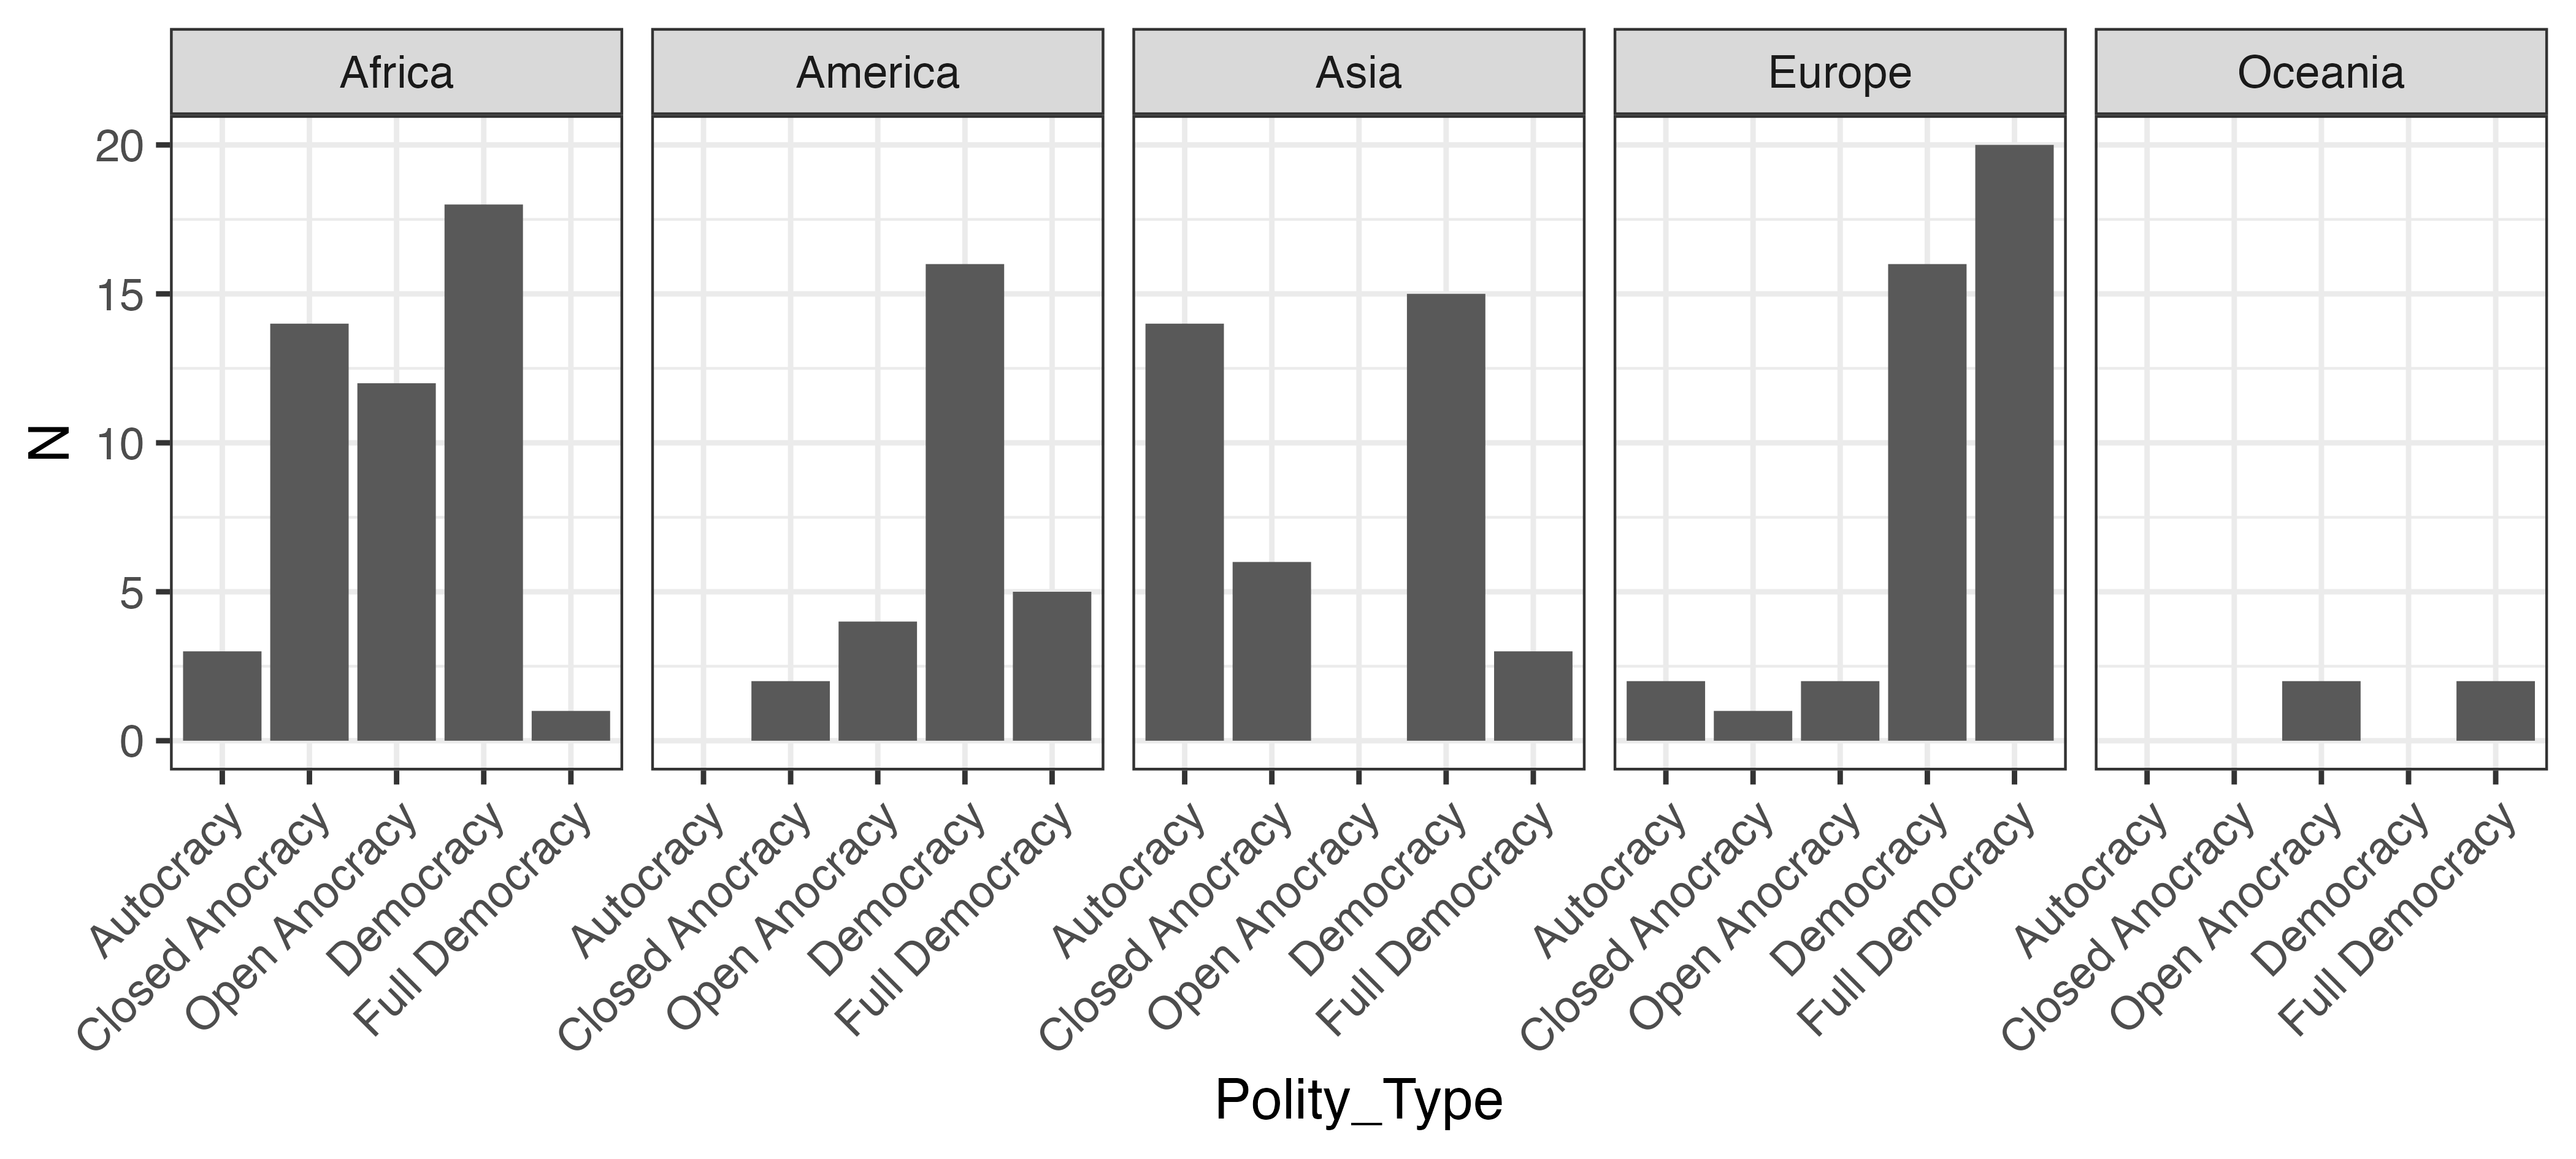 Africa America Asia Europe Oceania
20
15
10
5
0
N
Autocracy Closed Anocracy Open Anocracy Democracy Full Democracy
Autocracy Closed Anocracy Open Anocracy Democracy Full Democracy
Autocracy Closed Anocracy Open Anocracy Democracy Full Democracy
Autocracy Closed Anocracy Open Anocracy Democracy Full Democracy
Autocracy Closed Anocracy Open Anocracy Democracy Full Democracy
Polity_Type